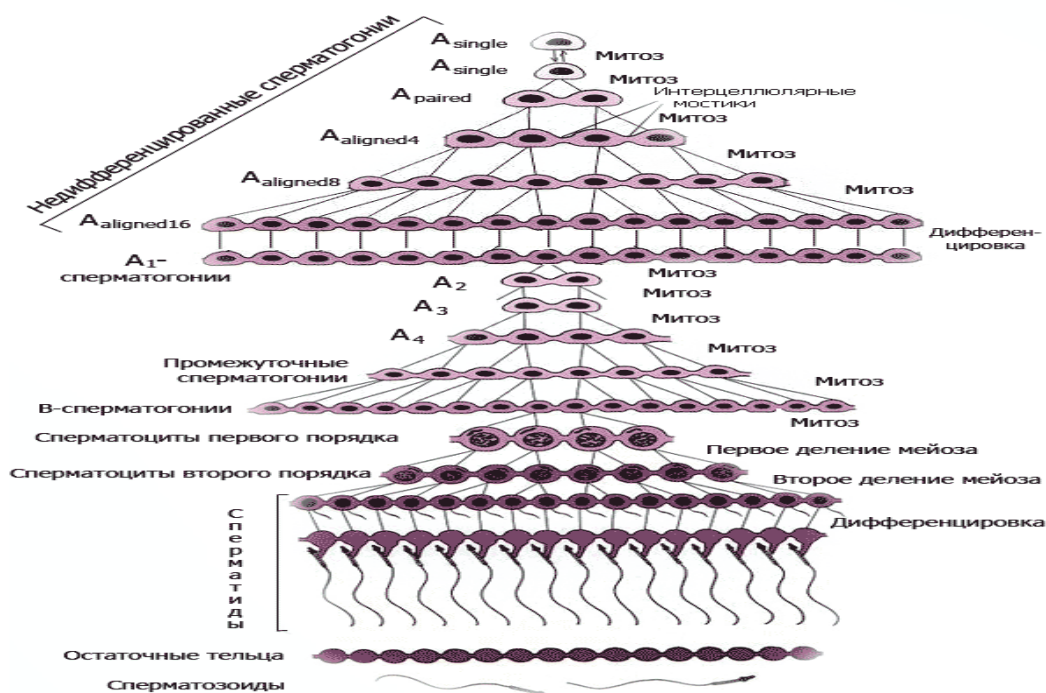 A single
Митоз
A single
Митоз
A paired
Интерцеллюлярные
мостики
Митоз
A aligned4
Митоз
A aligned8
Митоз
Недифференцированные сперматогонии
A aligned16
Дифферен-
цировка
A1-
сперматогонии
Митоз
A2
Митоз
A3
Митоз
A4
Митоз
Промежуточные
сперматогонии
Митоз
В-сперматогонии
Митоз
Сперматоциты первого порядка
Первое деление мейоза
Сперматоциты второго порядка
Второе деление мейоза
Сперматиды
Дифференцировка
Остаточные тельца
Сперматозоиды